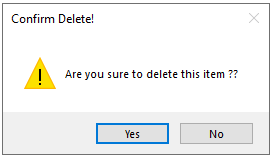 Confirm Delete!
Are you sure to delete this item ??
Yes No